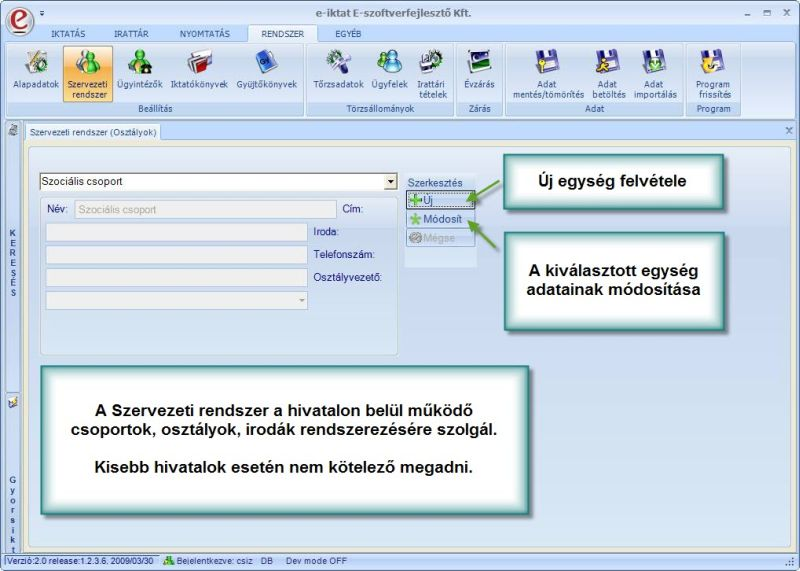 e-iktat E-szoftverfejlesztő Kft.
IKTATÁS IRATTÁR NYOMTATÁS RENDSZER EGYÉB
Alapadatok
Szervezeti rendszer
Ügyintézők
Iktatókönyvek
Gyüjtőkönyvek
Beállítás
Törzsadatok
Ügyfelek
Irattári tételek
Törzsállományok
Évzárás
Zárás
Adat mentés/tömörítés
Adat betöltés
Adat importálás
Adat
Program frissítés
Program
Szervezeti rendszer (Osztályok)
KERESÉS
Szociális csoport
Szerkesztés
Név: Szociális csoport Cím:
Új
Iroda:
Módosít
Telefonszám:
Mégse
Osztályvezető:
Új egység felvétele
A kiválasztott egység
adatainak módosítása
A Szervezeti rendszer a hivatalon belül működő
csoportok, osztályok, irodák rendszerezésére szolgál.
Kisebb hivatalok esetén nem kötelező megadni.
Gyorsikt
Verzió:2.0 release:1.2.3.6, 2009/03/30 Bejelentkezve: csiz DB Dev mode OFF